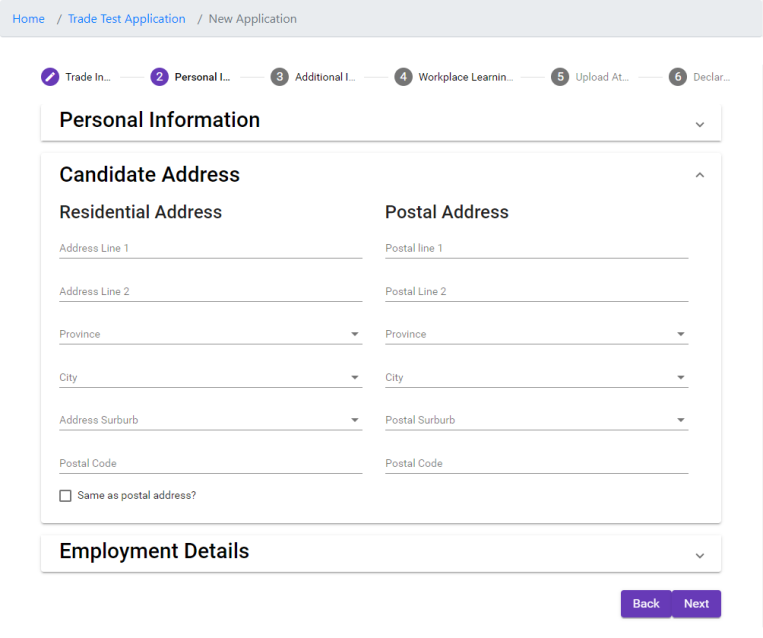 Home / Trade Test Application / New Application
Trade In... 2 Personal I... 3 Additional I... 4 Workplace Learnin... 5 Upload At... 6 Declar...
Personal Information
Candidate Address
Residential Address
Address Line 1
Address Line 2
Province
City
Address Surburb
Postal Code
Same as postal address?
Postal Address
Postal line 1
Postal Line 2
Province
City
Postal Surburb
Postal Code
Employment Details
Back Next